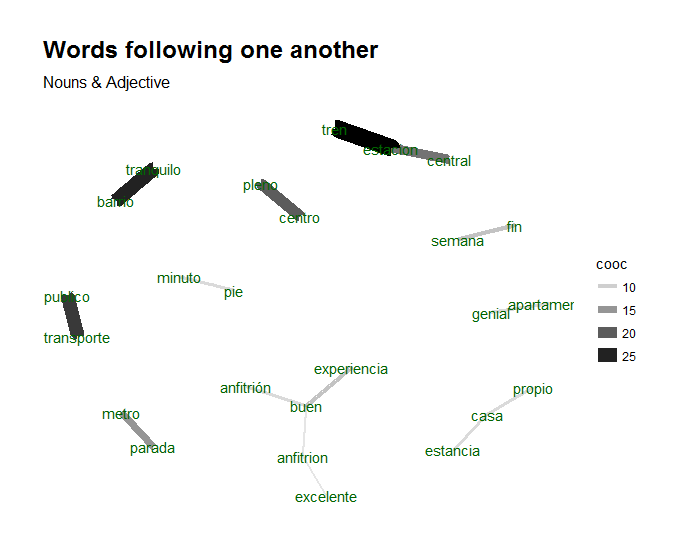 Words following one another
Nouns & Adjective
tren
estacion
central
tranquilo
barrio
pleno
centro
fin
semana
cooc
10
15
20
25
minuto
pie
publico
transporte
genial
apartamen
experiencia
anfitrión
buen
propio
casa
metro
parada
estancia
anfitrion
excelente